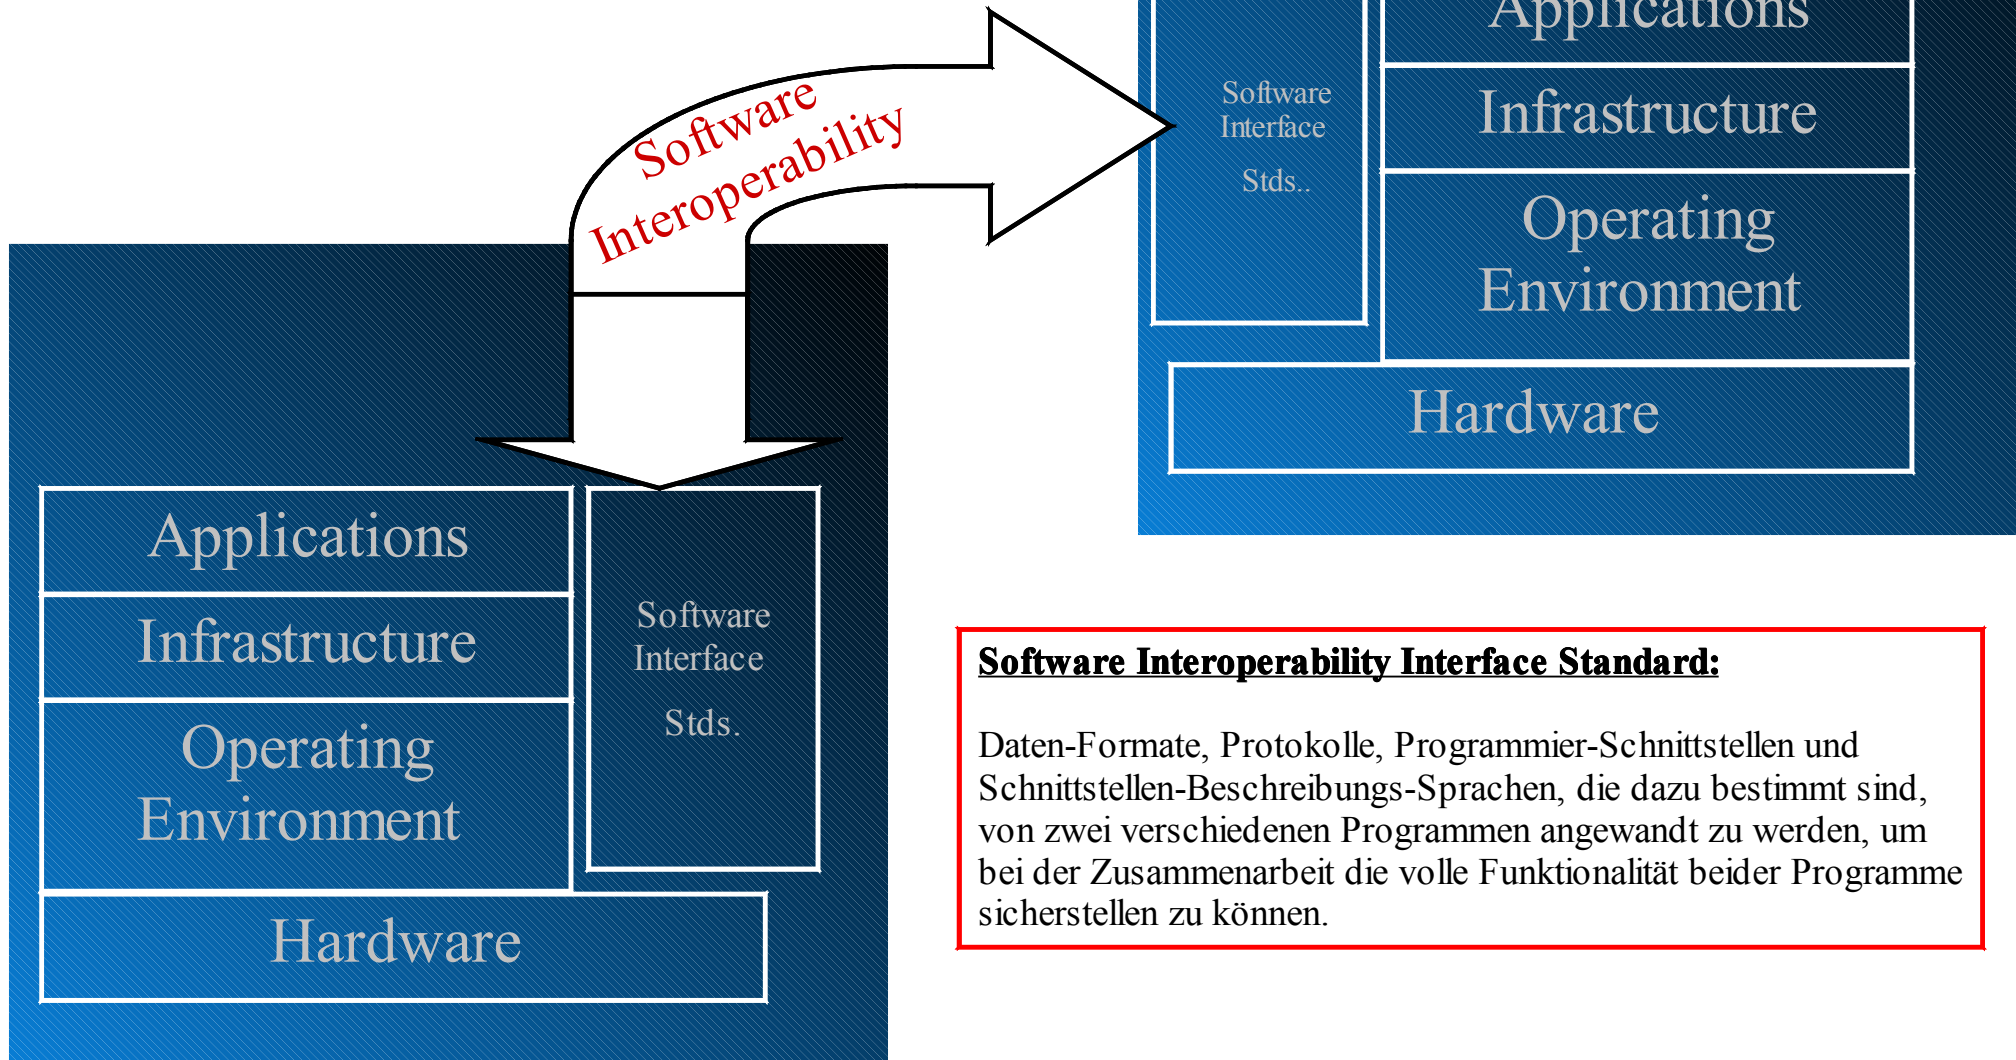 Applications
Software
Interface
Stds..
Infrastructure
Operating
Environment
Hardware
Software
Interoperability
Applications
Infrastructure
Operating
Environment
Hardware
Software
Interface
Stds.
Software Interoperability Interface Standard:
Daten-Formate, Protokolle, Programmier-Schnittstellen und
Schnittstellen-Beschreibungs-Sprachen, die dazu bestimmt sind,
von zwei verschiedenen Programmen angewandt zu werden, um
bei der Zusammenarbeit die volle Funktionalität beider Programme
sicherstellen zu können.